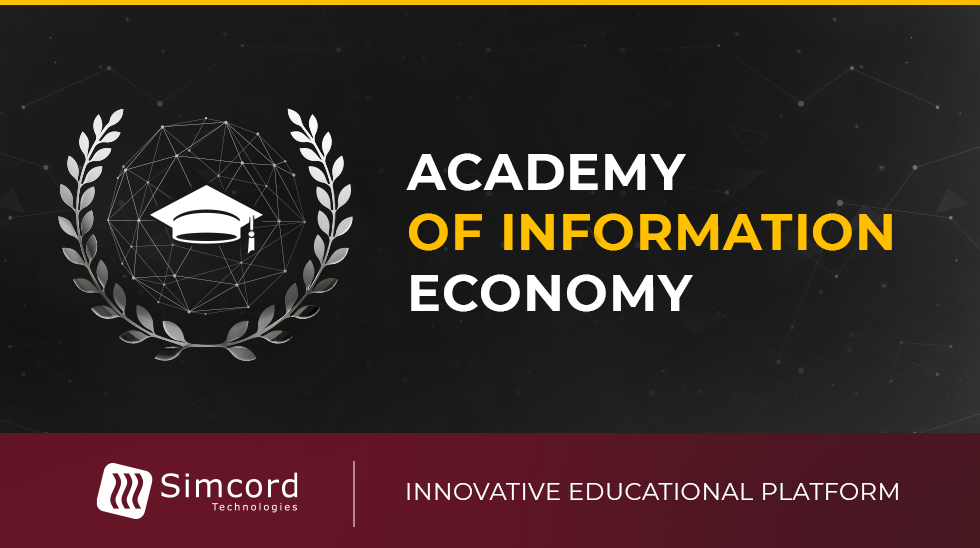 ACADEMY
OF INFORMATION
ECONOMY
Simcord
Technologies
INNOVATIVE EDUCATIONAL PLATFORM